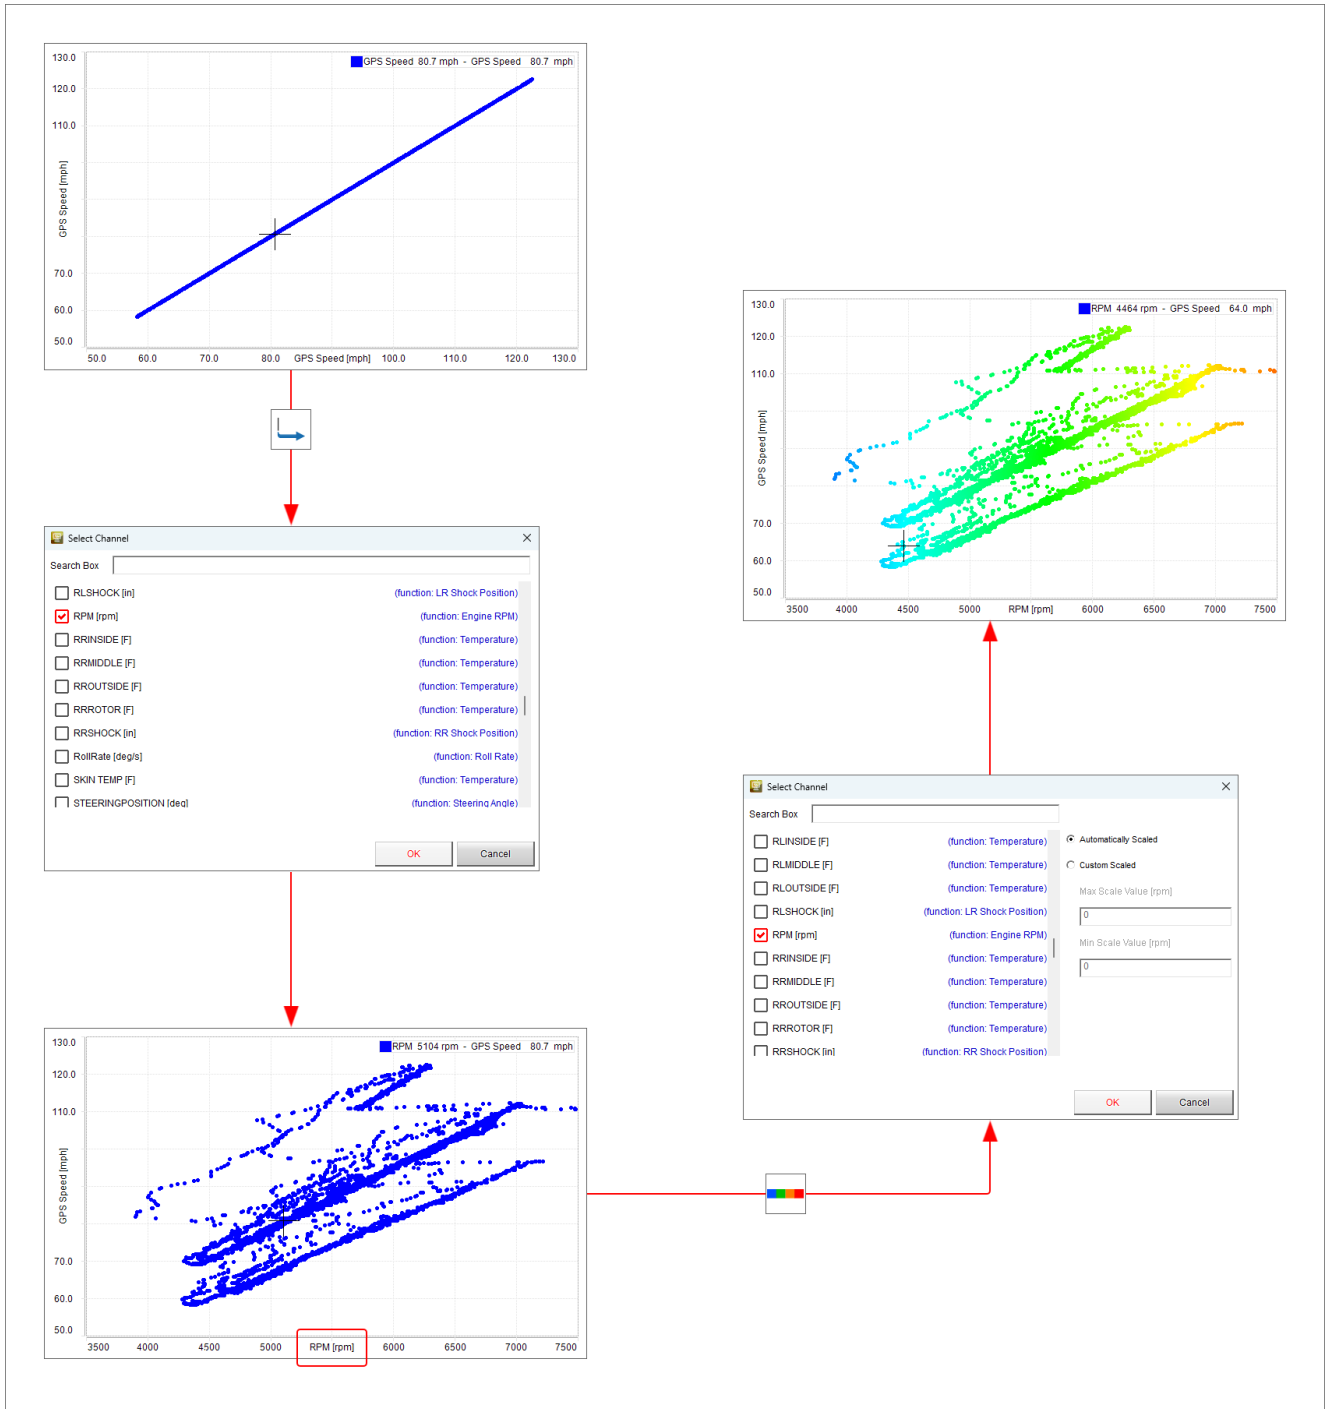 130.0
GPS Speed 80.7 mph - GPS Speed 80.7 mph
120.0
110.0
GPS Speed [mph]
70.0
60.0
50.0
50.0 60.0 70.0 80.0 GPS Speed [mph] 100.0 110.0 120.0 130.0
Select Channel
Search Box
RLSHOCK [in] (function: LR Shock Position)
RPM [rpm] (function: Engine RPM)
RRINSIDE [F] (function: Temperature)
RRMIDDLE [F] (function: Temperature)
RROUTSIDE [F] (function: Temperature)
RRROTOR [F] (function: Temperature)
RRSHOCK [in] (function: RR Shock Position)
RollRate [deg/s] (function: Roll Rate)
SKIN TEMP [F] (function: Temperature)
STEERINGPOSITION [deg] (function: Steering Angle)
OK Cancel
130.0
RPM 5104 rpm - GPS Speed 80.7 mph
120.0
110.0
GPS Speed [mph]
70.0
60.0
50.0
3500 4000 4500 5000 RPM [rpm] 6000 6500 7000 7500
Select Channel
Search Box
RLINSIDE [F] (function: Temperature)
RLMIDDLE [F] (function: Temperature)
RLOUTSIDE [F] (function: Temperature)
RLSHOCK [in] (function: LR Shock Position)
RPM [rpm] (function: Engine RPM)
RRINSIDE [F] (function: Temperature)
RRMIDDLE [F] (function: Temperature)
RROUTSIDE [F] (function: Temperature)
RRROTOR [F] (function: Temperature)
RRSHOCK [in] (function: RR Shock Position)
Automatically Scaled
Custom Scaled
Max Scale Value [rpm]
0
Min Scale Value [rpm]
0
OK Cancel
130.0
RPM 4464 rpm - GPS Speed 64.0 mph
120.0
110.0
GPS Speed [mph]
70.0
60.0
50.0
3500 4000 4500 5000 RPM [rpm] 6000 6500 7000 7500